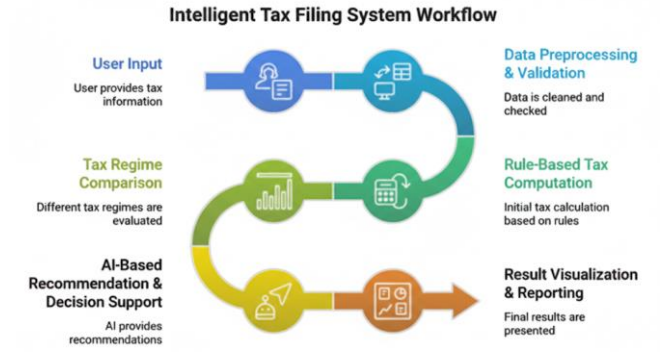 Intelligent Tax Filing System Workflow
User Input
User provides tax
information
Data Preprocessing
& Validation
Data is cleaned and
checked
Tax Regime
Comparison
Different tax regimes are
evaluated
Rule-Based Tax
Computation
Initial tax calculation
based on rules
AI-Based
Recommendation &
Decision Support
AI provides
recommendations
Result Visualization
& Reporting
Final results are
presented